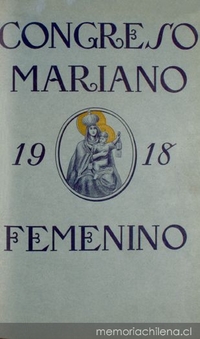 CONGRESO
MARIANO
19 18
FEMENINO
memoriachilena.cl